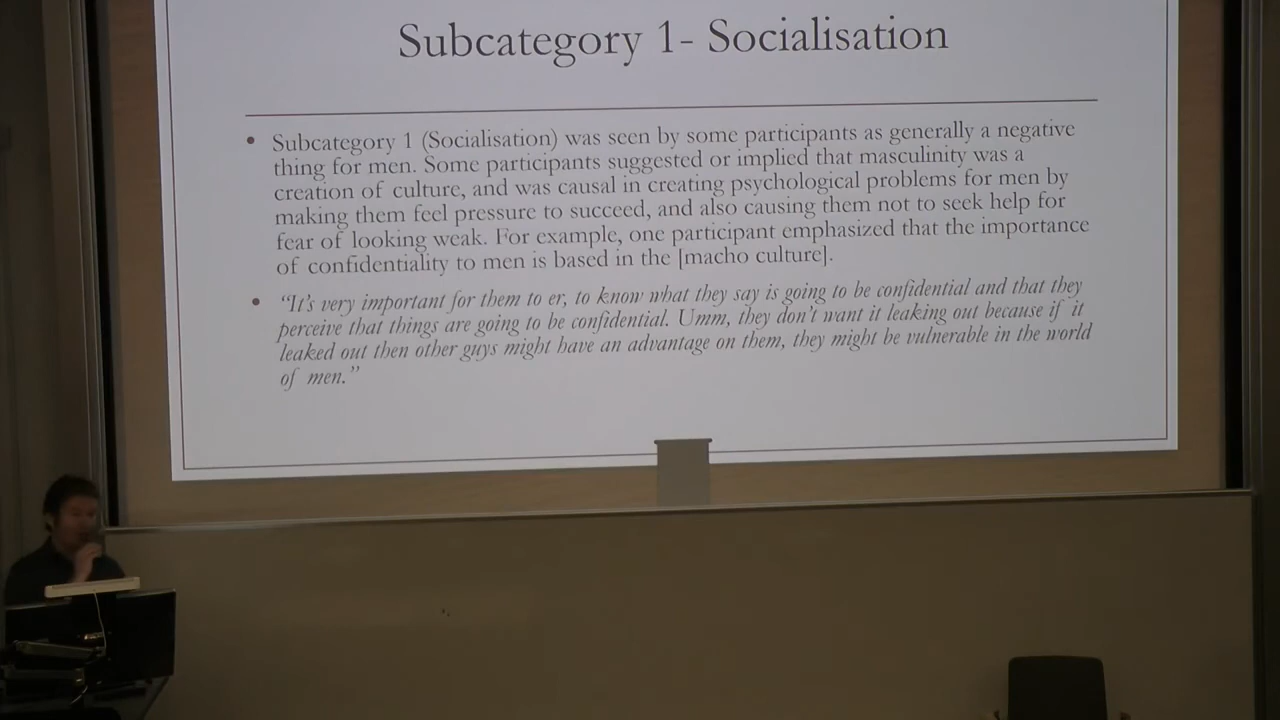 Subcategory 1- Socialisation
• Subcategory 1 (Socialisation) was seen by some participants as generally a negative
thing for men. Some participants suggested or implied that masculinity was a
creation of culture, and was causal in creating psychological problems for men by
making them feel pressure to succeed, and also causing them not to seek help for
fear of looking weak. For example, one participant emphasized that the importance
of confidentiality to men is based in the [macho culture].
• “It’s very important for them to er, to know what they say is going to be confidential and that they
perceive that things are going to be confidential. Umm, they don’t want it leaking out because if it
leaked out then other guys might have an advantage on them, they might be vulnerable in the world
of men.”